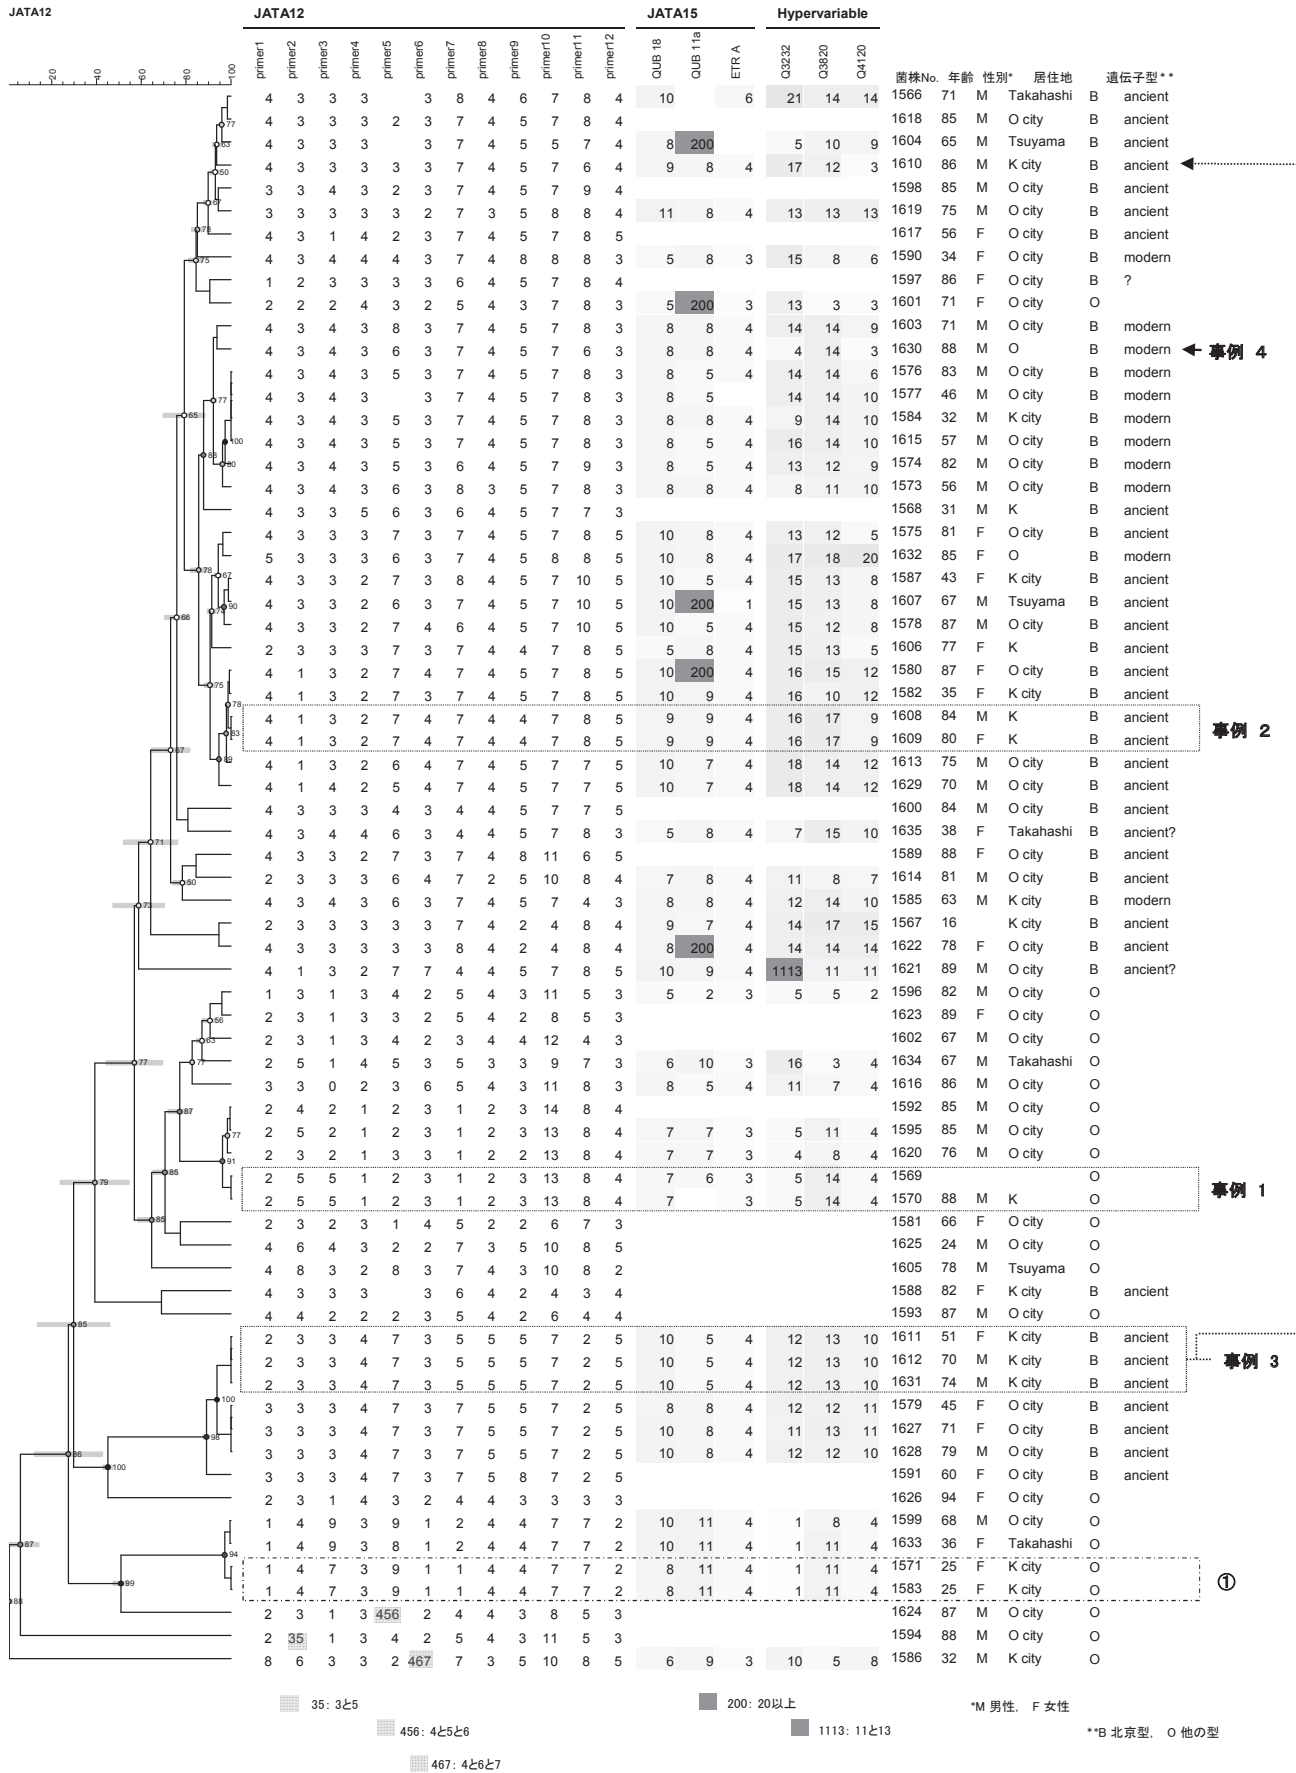 JATA12
JATA12 JATA15 Hypervariable
primer1 primer2 primer3 primer4 primer5 primer6 primer7 primer8 primer9 primer10 primer11 primer12 QUB 18 QUB 11a ETR A Q3232 Q3820 Q4120
20 40 60 80 100
菌株No. 年齢 性別* 居住地 遺伝子型**
4 3 3 3 3 8 4 6 7 8 4 10 6 21 14 14 1566 71 M Takahashi B ancient
4 3 3 3 2 3 7 4 5 7 8 4 1618 85 M O city B ancient
4 3 3 3 3 7 4 5 5 7 4 8 200 5 10 9 1604 65 M Tsuyama B ancient
4 3 3 3 3 3 7 4 5 7 6 4 9 8 4 17 12 3 1610 86 M K city B ancient
3 3 4 3 2 3 7 4 5 7 9 4 1598 85 M O city B ancient
3 3 3 3 3 2 7 3 5 8 8 4 11 8 4 13 13 13 1619 75 M O city B ancient
4 3 1 4 2 3 7 4 5 7 8 5 1617 56 F O city B ancient
4 3 4 4 4 3 7 4 8 8 8 3 5 8 3 15 8 6 1590 34 F O city B modern
1 2 3 3 3 3 6 4 5 7 8 4 1597 86 F O city B ?
2 2 2 4 3 2 6 4 5 7 8 3 5 200 3 13 3 3 1601 71 F O city O
4 3 4 3 8 3 7 4 5 7 8 3 8 8 4 14 14 9 1603 71 M O city B modern
4 3 4 3 6 3 7 4 5 7 6 3 8 8 4 4 14 3 1630 88 M O B modern 事例 4
4 3 4 3 5 3 7 4 5 7 8 3 8 5 4 14 14 6 1576 83 M O city B modern
4 3 4 3 3 7 4 5 7 8 3 8 5 14 14 10 1577 46 M O city B modern
4 3 4 3 5 3 7 4 5 7 8 3 8 8 4 9 14 10 1584 32 M K city B modern
4 3 4 3 5 3 7 4 5 7 8 3 8 5 4 16 14 10 1615 57 M O city B modern
4 3 4 3 5 3 6 4 5 7 9 3 8 5 4 13 12 9 1574 82 M O city B modern
4 3 4 3 6 3 8 3 5 7 8 3 8 8 4 8 11 10 1573 56 M O city B modern
4 3 3 5 6 3 6 4 5 7 7 3 1568 31 M K B ancient
4 3 3 3 7 3 7 4 5 7 8 5 10 8 4 13 12 5 1575 81 F O city B ancient
5 3 3 3 6 3 7 4 5 8 8 5 10 8 4 17 18 20 1632 85 F O B modern
4 3 3 2 7 3 8 4 5 7 10 5 10 5 4 15 13 8 1587 43 F K city B ancient
4 3 3 2 6 3 7 4 5 7 10 5 10 200 1 15 13 8 1607 67 M Tsuyama B ancient
4 3 3 2 7 4 6 4 5 7 10 5 10 5 4 15 12 8 1578 87 M O city B ancient
2 3 3 3 7 3 7 4 4 7 8 5 5 8 4 15 13 5 1606 77 F K B ancient
4 1 3 2 7 4 7 4 5 7 8 5 10 200 4 16 15 12 1580 87 F O city B ancient
4 1 3 2 7 3 7 4 5 7 8 5 10 9 4 16 10 12 1582 35 F K city B ancient
4 1 3 2 7 4 7 4 4 7 8 5 9 9 4 16 17 9 1608 84 M K B ancient
4 1 3 2 7 4 7 4 4 7 8 5 9 9 4 16 17 9 1609 80 F K B ancient
事例 2
4 1 3 2 6 4 7 4 5 7 7 5 10 7 4 18 14 12 1613 75 M O city B ancient
4 1 4 2 5 4 7 4 5 7 8 5 10 7 4 18 14 12 1629 70 M O city B ancient
4 3 3 3 4 3 4 4 5 7 7 5 1600 84 M O city B ancient
4 3 4 4 6 3 4 4 5 7 8 3 5 8 4 7 15 10 1635 38 F Takahashi B ancient?
4 3 3 2 7 3 7 4 8 11 6 5 1589 88 F O city B ancient
2 3 3 3 6 4 7 2 5 10 8 4 7 8 4 11 8 7 1614 81 M O city B ancient
4 3 4 3 6 3 7 4 5 7 4 3 8 8 4 12 14 10 1585 63 M K city B modern
2 3 3 3 3 3 7 4 2 4 8 4 9 7 4 14 17 15 1567 16 K city B ancient
4 3 3 3 3 3 8 4 2 4 8 4 8 200 4 14 14 14 1622 78 F O city B ancient
4 1 3 2 7 7 4 4 5 7 8 5 10 9 4 1113 11 11 1621 89 M O city B ancient?
1 3 1 3 4 2 5 4 3 11 5 3 5 2 3 5 5 2 1596 82 M O city O
2 3 1 3 3 2 5 4 2 8 5 3 1623 89 F O city O
2 3 1 3 4 2 3 4 4 12 4 3 1602 67 M O city O
2 5 1 4 5 3 5 3 3 9 7 3 6 10 3 16 3 4 1634 67 M Takahashi O
3 3 0 2 3 6 5 4 3 11 8 3 8 5 4 11 7 4 1616 86 M O city O
2 4 2 1 2 3 1 2 3 14 8 4 1592 85 M O city O
2 5 2 1 2 3 1 2 3 13 8 4 7 7 3 5 11 4 1595 85 M O city O
2 3 2 1 3 3 1 2 3 13 8 4 7 7 3 4 8 4 1620 76 M O city O
2 5 5 1 2 3 1 2 3 13 8 4 7 6 3 5 14 4 1569 O
2 5 5 1 2 3 1 2 3 13 8 4 7 3 5 14 4 1570 88 M K O
事例 1
2 3 2 3 1 4 5 2 2 6 7 3 1581 66 F O city O
4 6 4 3 2 2 7 3 5 10 8 5 1625 24 M O city O
4 8 3 2 8 3 7 4 3 10 8 2 1605 78 M Tsuyama O
4 3 3 3 3 6 4 2 4 3 4 1588 82 F K city B ancient
4 4 2 2 2 3 5 4 2 6 4 4 1593 87 M O city O
2 3 3 4 7 3 5 5 5 7 2 5 10 5 4 12 13 10 1611 51 F K city B ancient
2 3 3 4 7 3 5 5 5 7 2 5 10 5 4 12 13 10 1612 70 M K city B ancient
事例 3
2 3 3 4 7 3 5 5 5 7 2 5 10 5 4 12 13 10 1631 74 M K city B ancient
3 3 3 4 7 3 7 5 5 7 2 5 8 8 4 12 12 11 1579 45 F O city B ancient
3 3 3 4 7 3 7 5 5 7 2 5 10 8 4 11 13 11 1627 71 F O city B ancient
3 3 3 4 7 3 7 5 5 7 2 5 10 8 4 12 12 10 1628 79 M O city B ancient
3 3 3 4 7 3 7 5 8 7 2 5 1591 60 F O city B ancient
2 3 1 4 3 2 4 4 3 3 3 3 1626 94 F O city O
1 4 9 3 9 1 2 4 4 7 7 2 10 11 4 1 8 4 1599 68 M O city O
1 4 9 3 8 1 2 4 4 7 7 2 10 11 4 1 11 4 1633 36 F Takahashi O
1 4 7 3 9 1 1 4 4 7 7 2 8 11 4 1 11 4 1571 25 F K city O
1 4 7 3 9 1 1 4 4 7 7 2 8 11 4 1 11 4 1583 25 F K city O
①
2 3 1 3 456 2 4 4 3 8 5 3 1624 87 M O city O
2 35 1 3 4 2 5 4 3 11 5 3 1594 88 M O city O
8 6 3 3 2 467 7 3 5 10 8 5 6 9 3 10 5 8 1586 32 M K city O
35: 3と5 200: 20以上 *M 男性, F 女性
456: 4と5と6 1113: 11と13 **B 北京型, O 他の型
467: 4と6と7